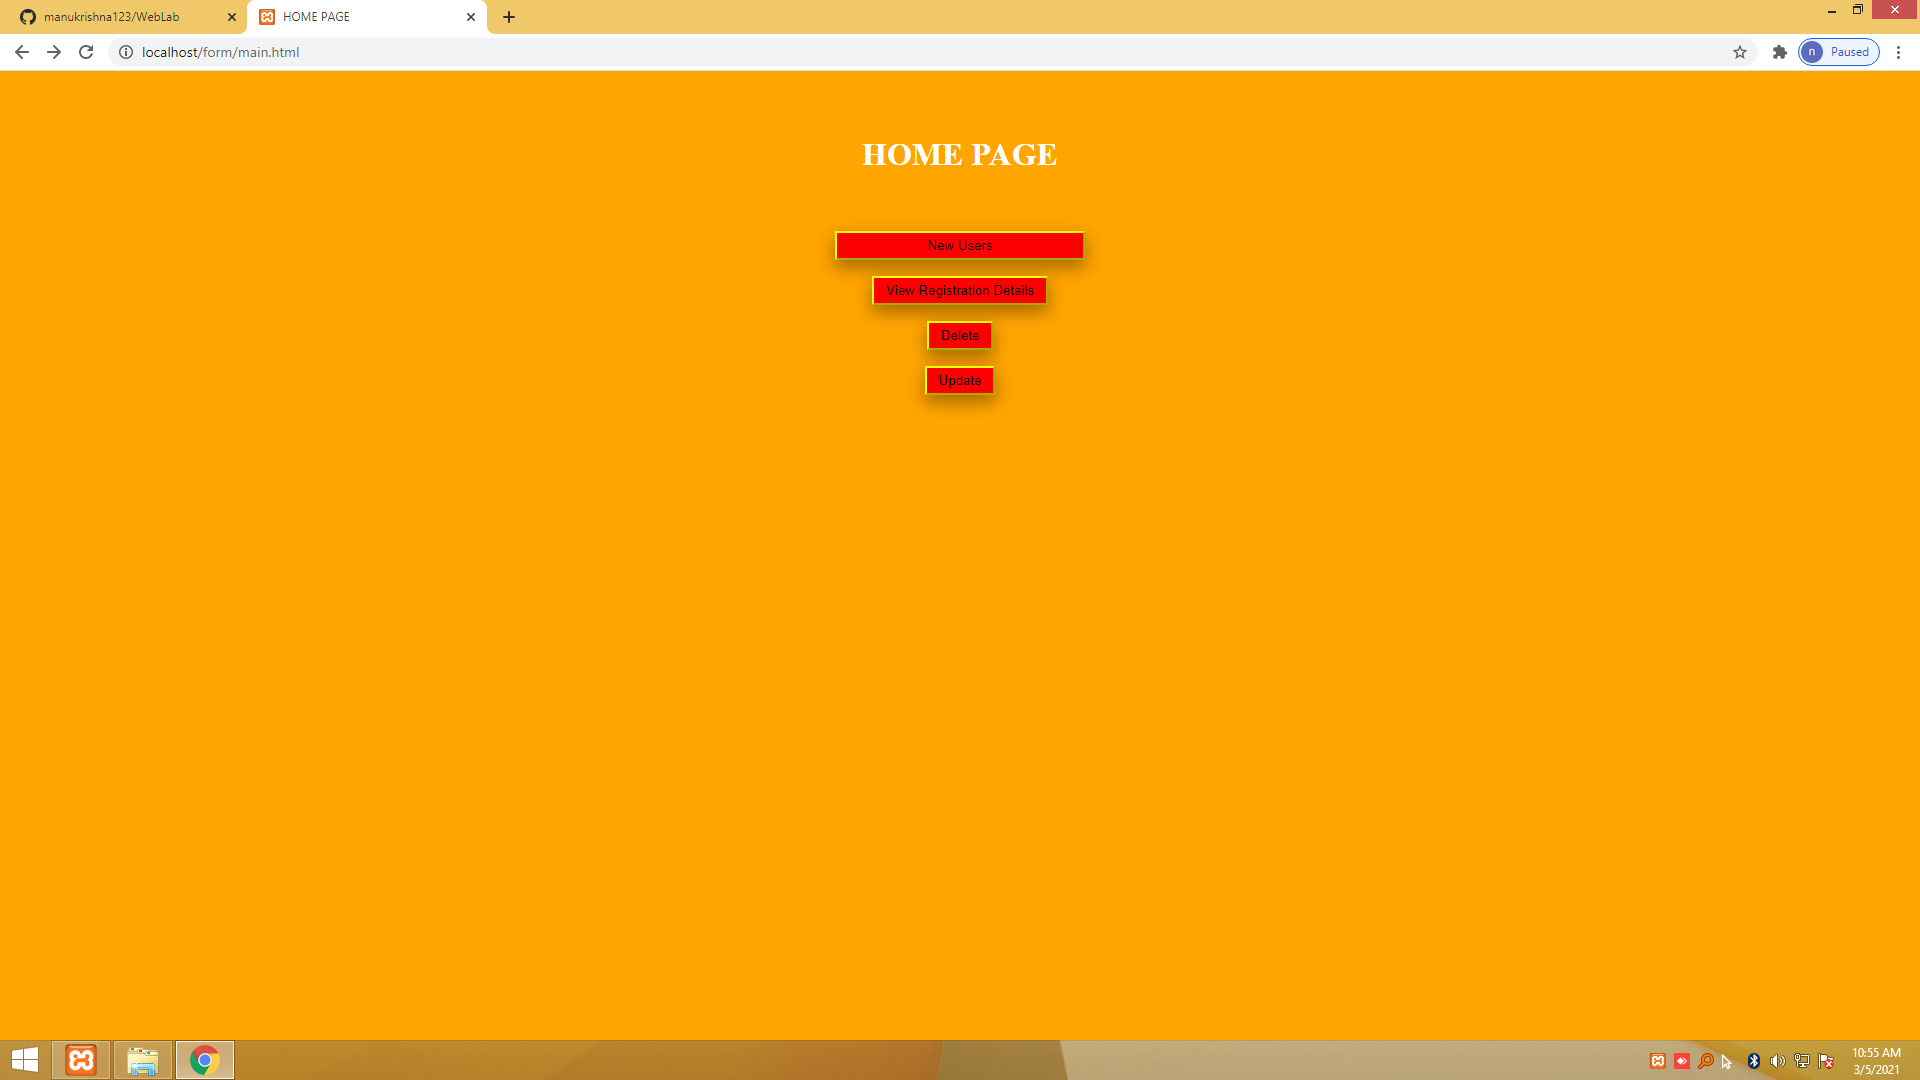 manukrishna123/WebLab
HOME PAGE
localhost/form/main.html
n Paused
HOME PAGE
New Users
View Registration Details
Delete
Update
10:55 AM
3/5/2021